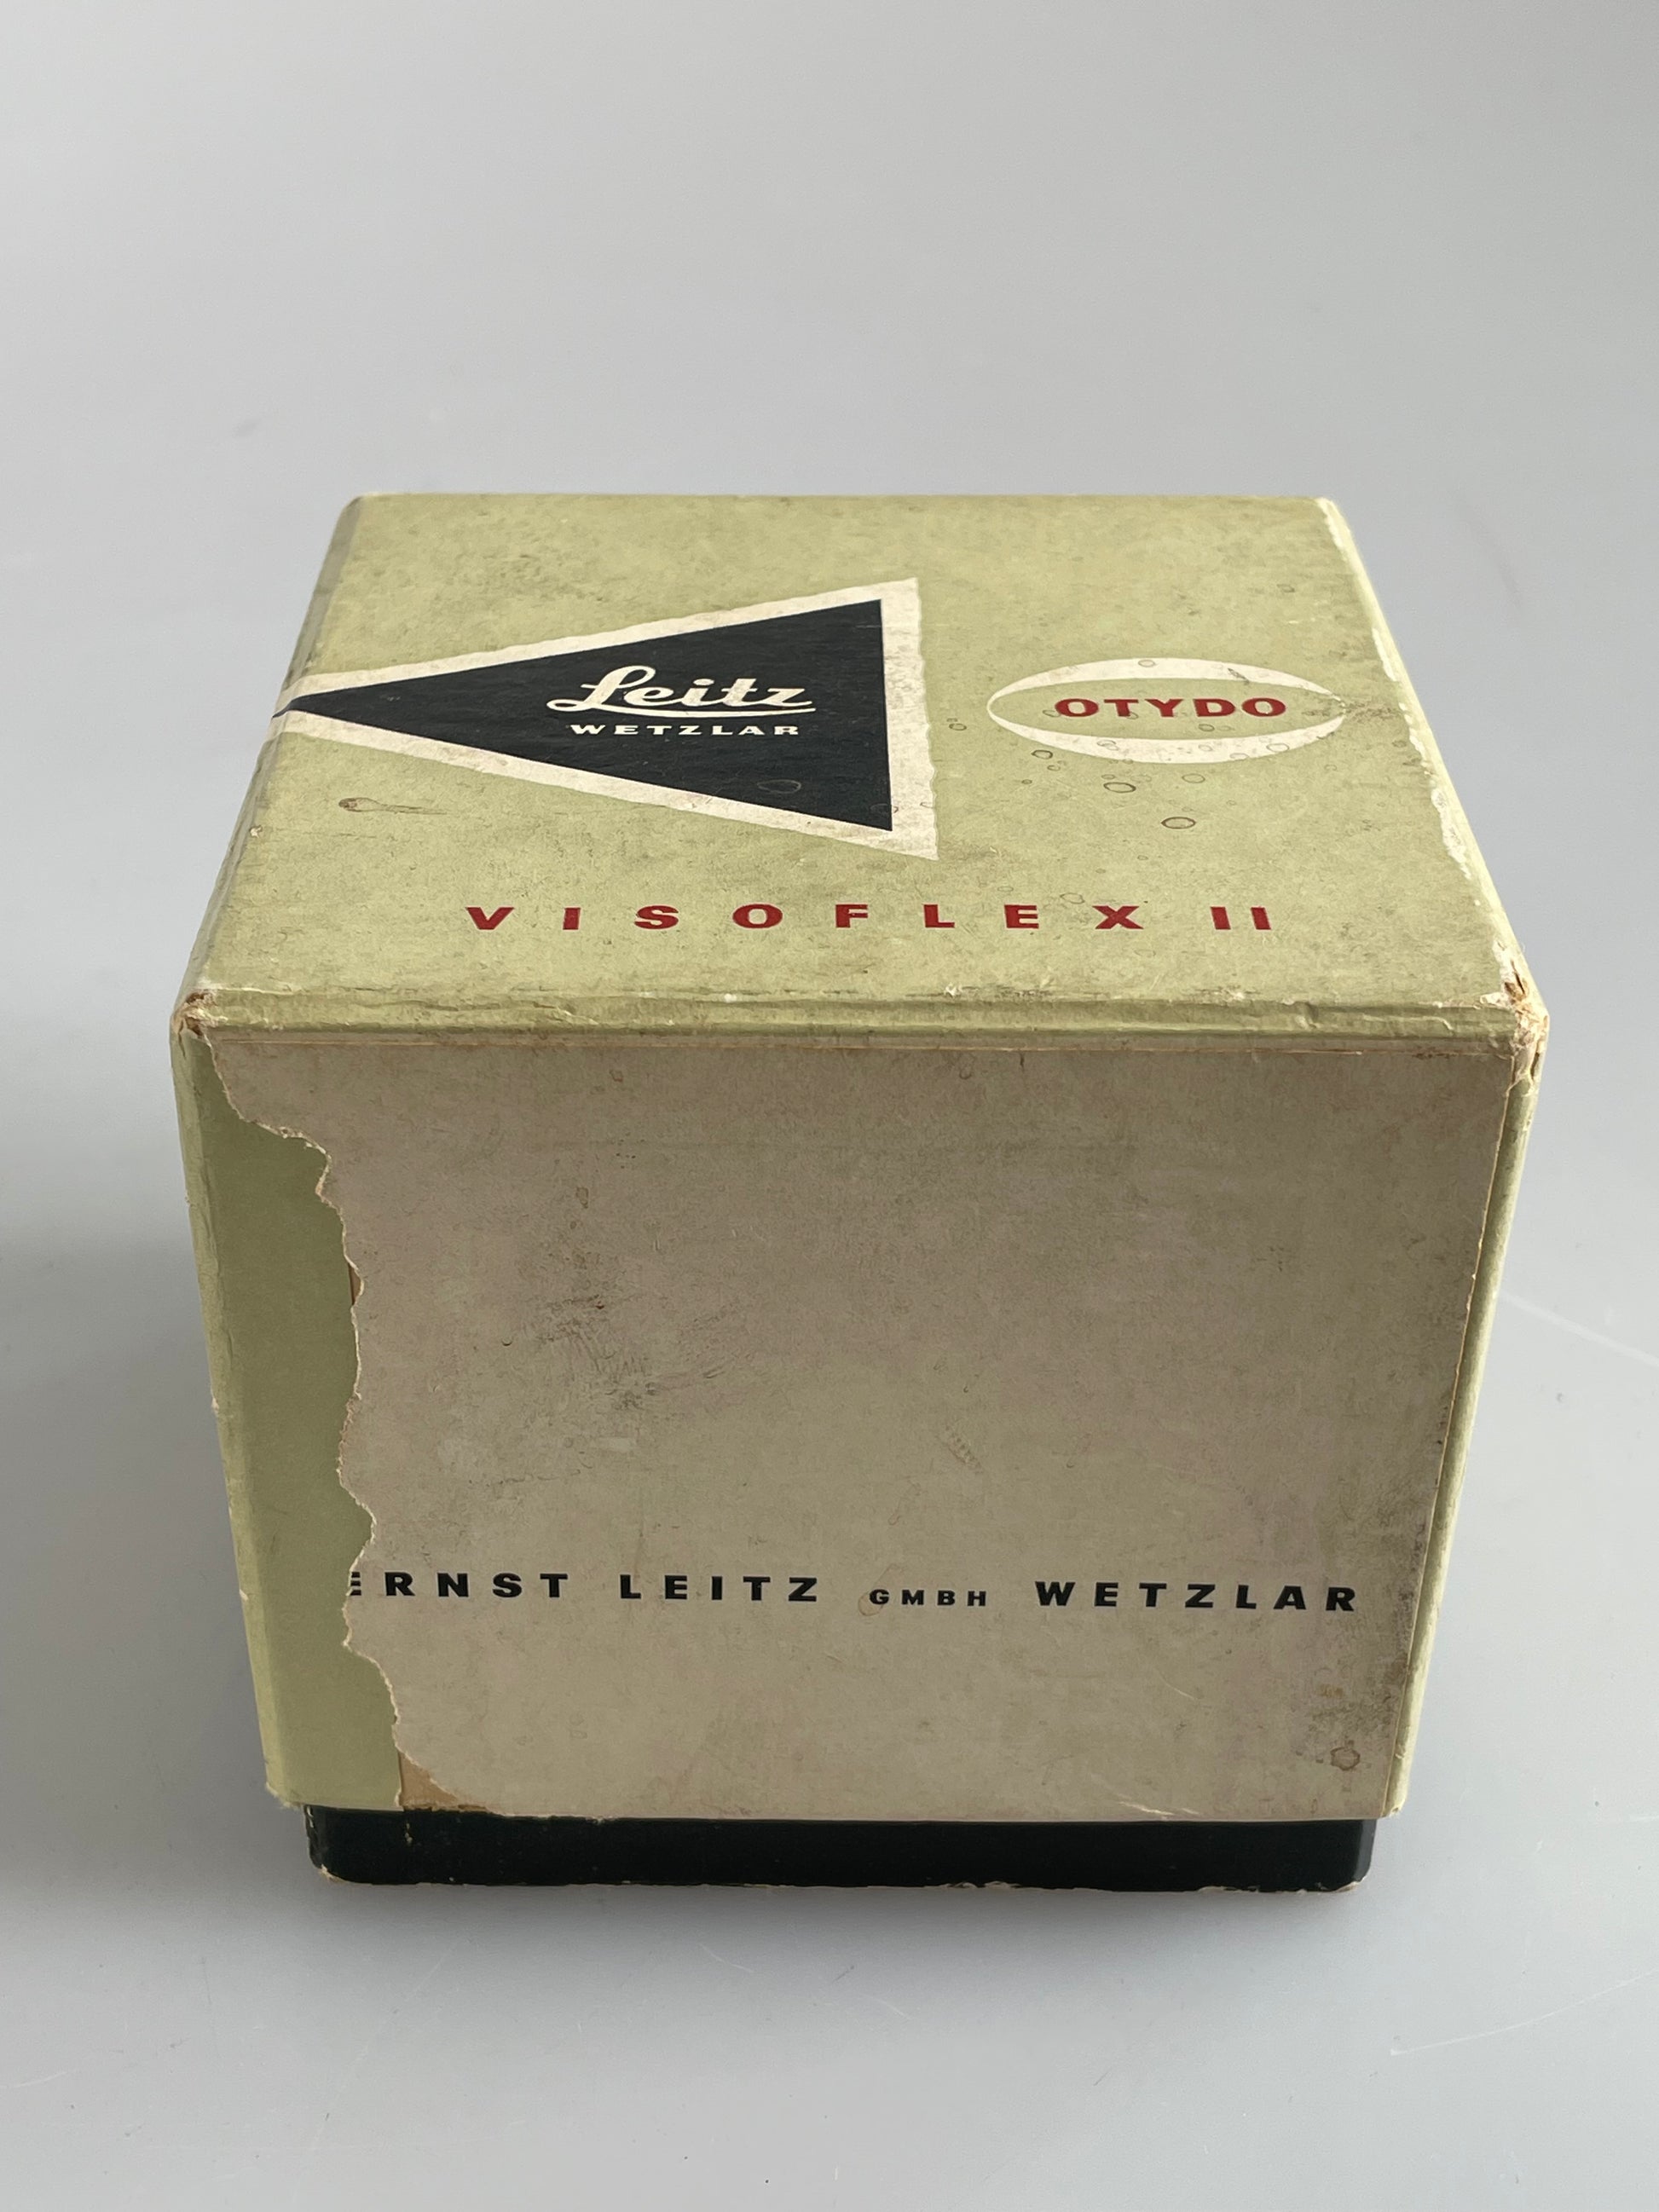 Leitz
WETZLAR
OTYDO
VISOFLEX II
ERNST LEITZ GMBH WETZLAR